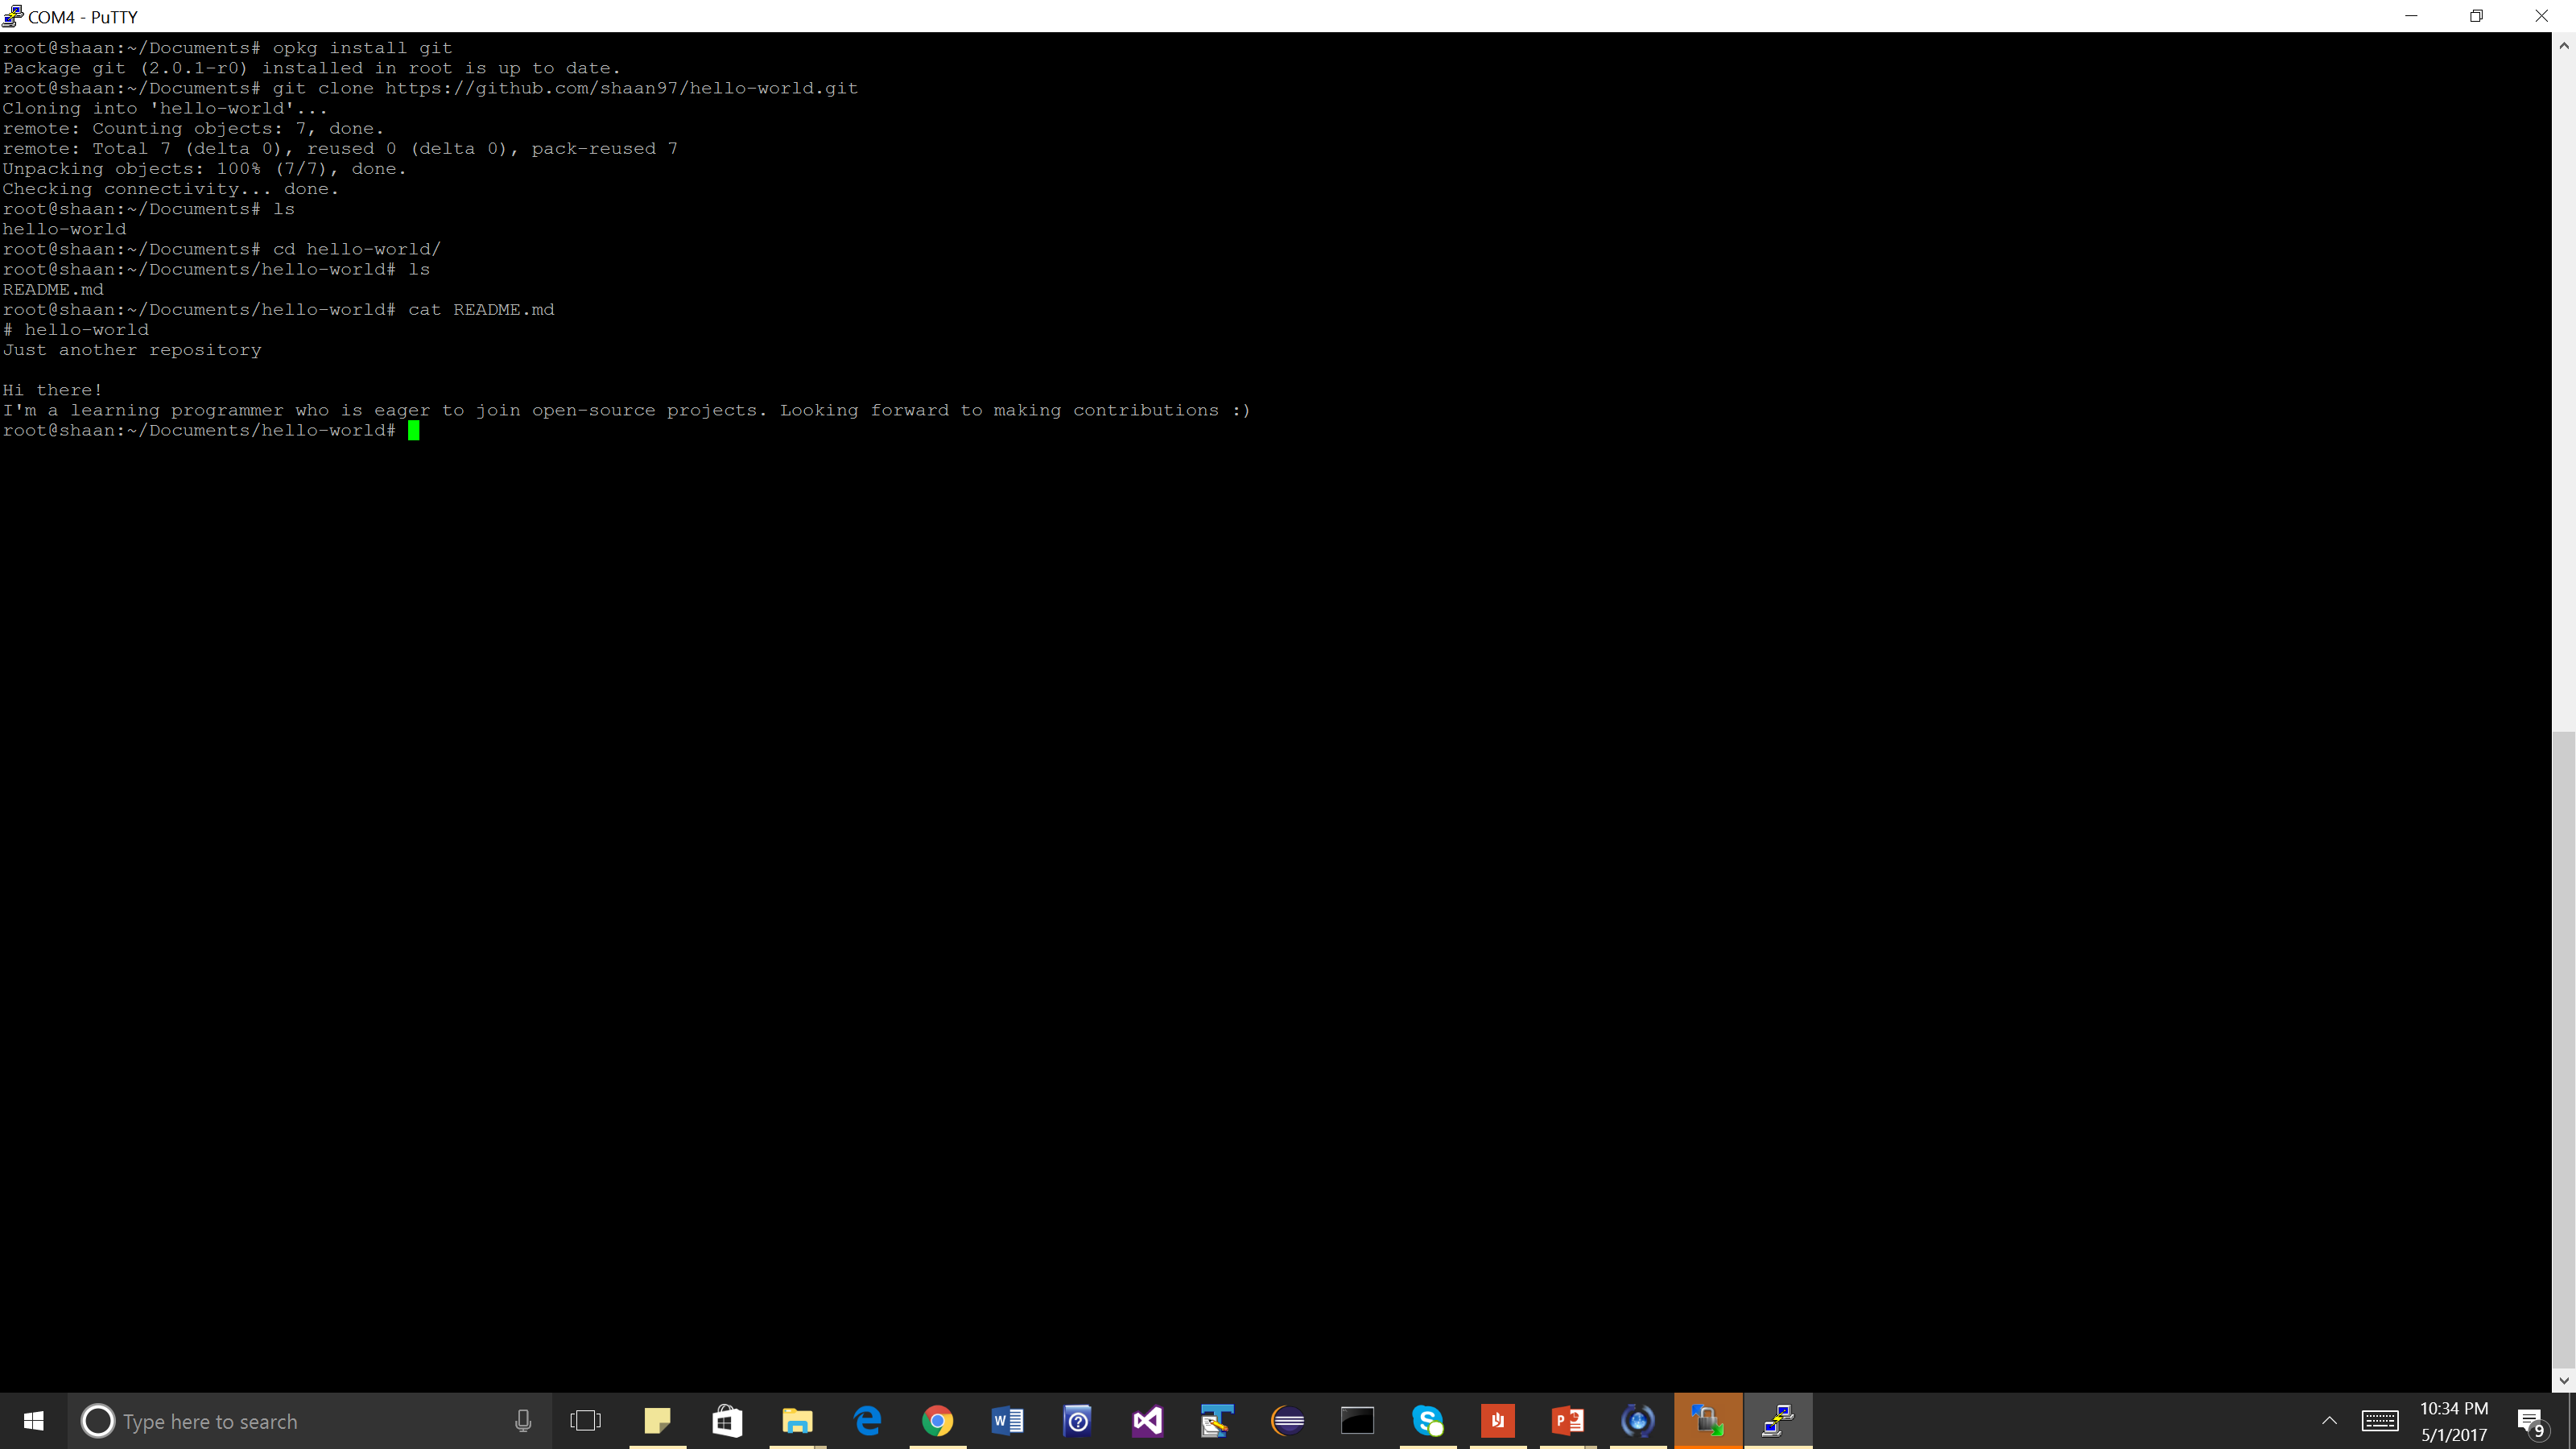 COM4 - PuTTY
root@shaan:~/Documents# opkg install git
Package git (2.0.1-r0) installed in root is up to date.
root@shaan:~/Documents# git clone https://github.com/shaan97/hello-world.git
Cloning into 'hello-world'...
remote: Counting objects: 7, done.
remote: Total 7 (delta 0), reused 0 (delta 0), pack-reused 7
Unpacking objects: 100% (7/7), done.
Checking connectivity... done.
root@shaan:~/Documents# ls
hello-world
root@shaan:~/Documents# cd hello-world/
root@shaan:~/Documents/hello-world# ls
README.md
root@shaan:~/Documents/hello-world# cat README.md
# hello-world
Just another repository
Hi there!
I'm a learning programmer who is eager to join open-source projects. Looking forward to making contributions :)
root@shaan:~/Documents/hello-world#
Type here to search
10:34 PM
5/1/2017
9